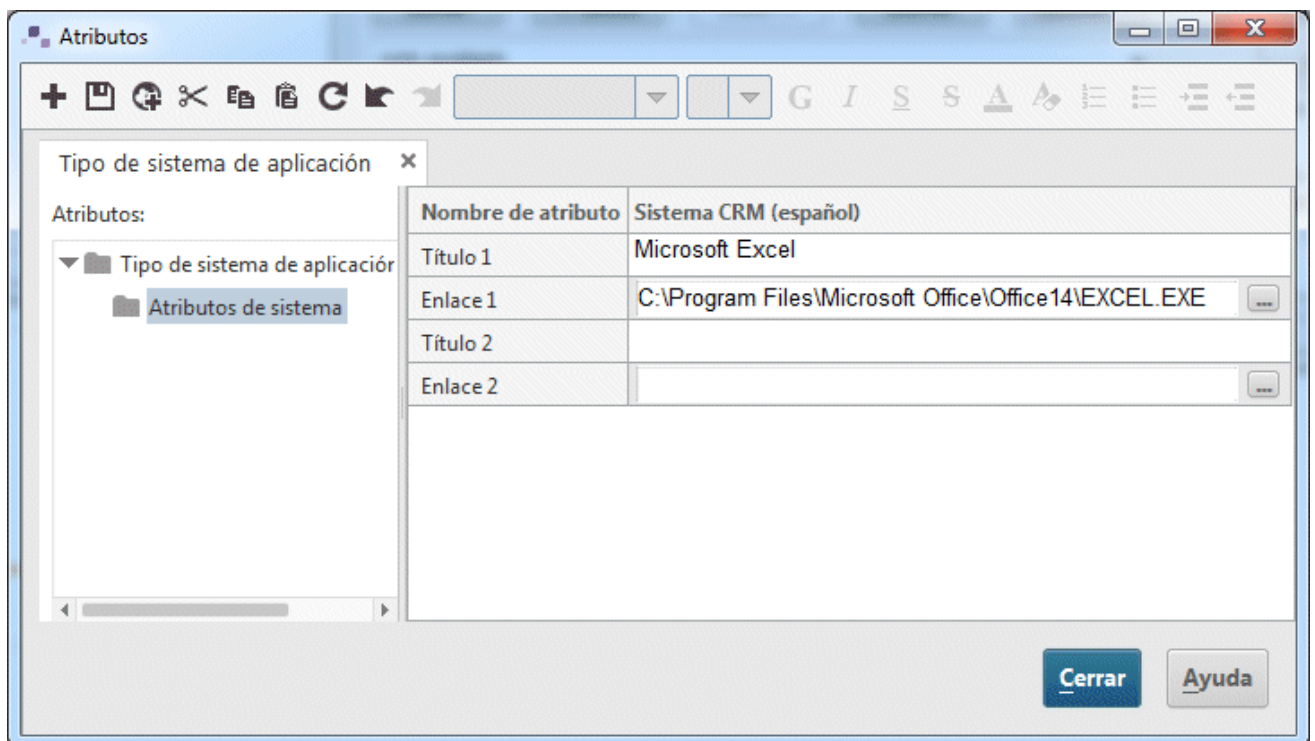 Atributos
G I S S A
Tipo de sistema de aplicación
Atributos:
Tipo de sistema de aplicación
Atributos de sistema
Nombre de atributo Sistema CRM (español)
Título 1 Microsoft Excel
Enlace 1 C:\Program Files\Microsoft Office\Office14\EXCEL.EXE ...
Título 2
Enlace 2 ...
Cerrar Ayuda